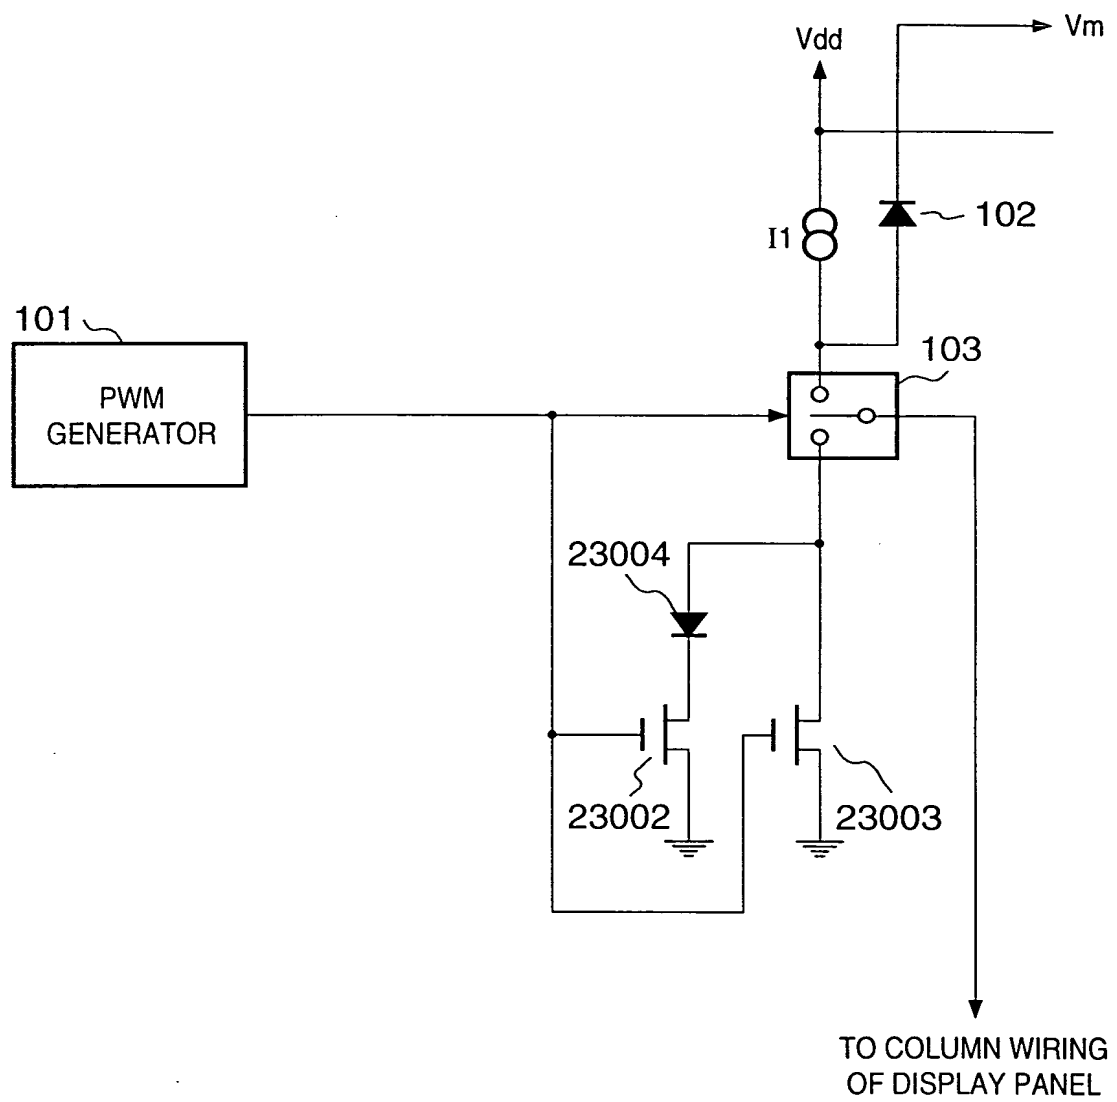 Vm
Vdd
102
I1
101
103
PWM
GENERATOR
23004
23002
23003
TO COLUMN WIRING
OF DISPLAY PANEL